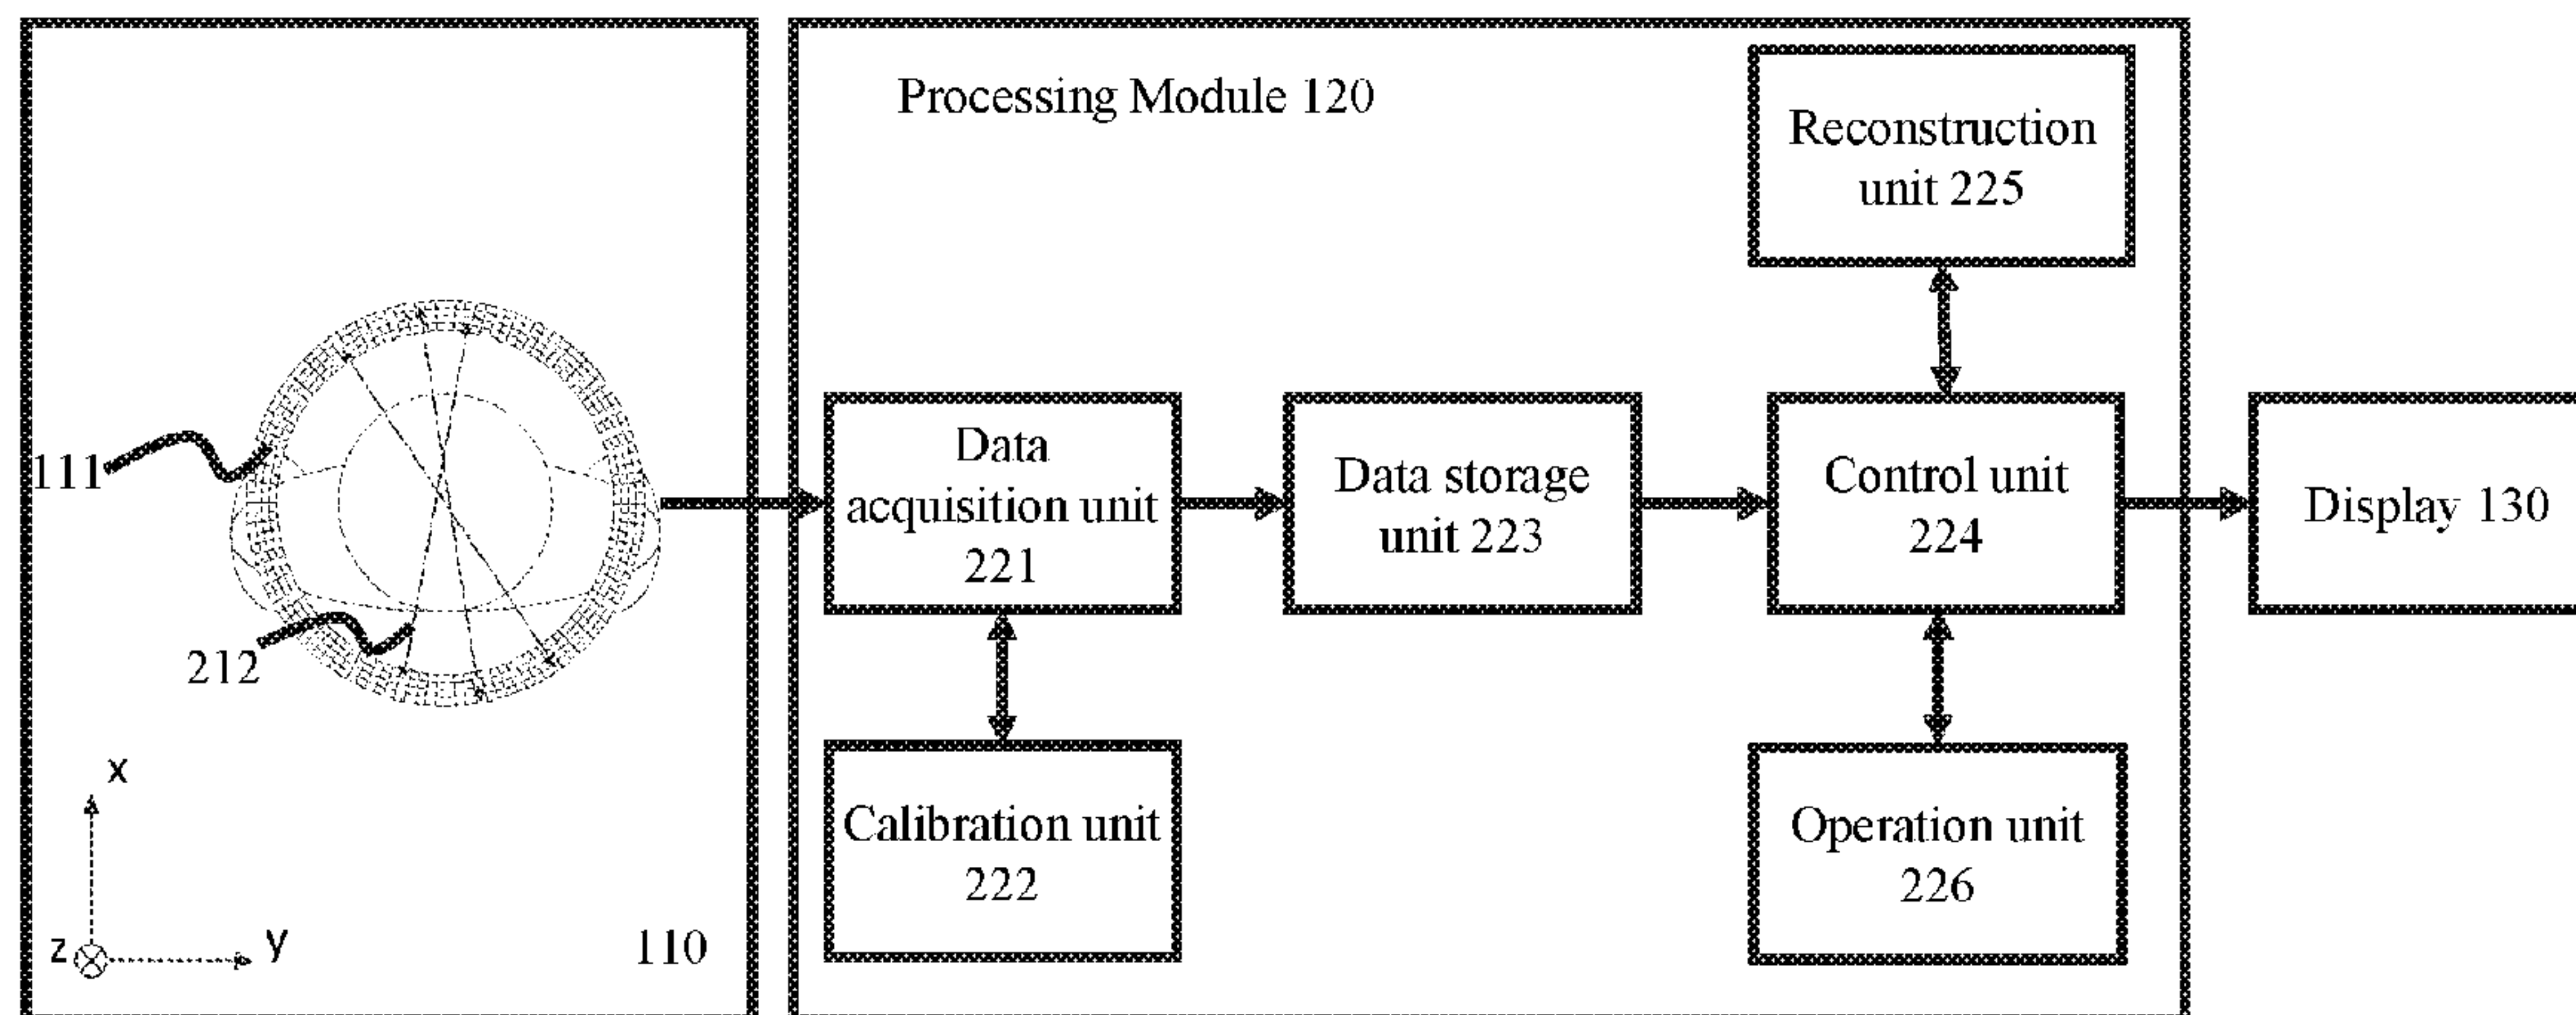 Processing Module 120
Reconstruction
unit 225
111
212
Data
acquisition unit
221
Data storage
unit 223
Control unit
224
Display 130
Calibration unit
222
Operation unit
226
x
z
y
110